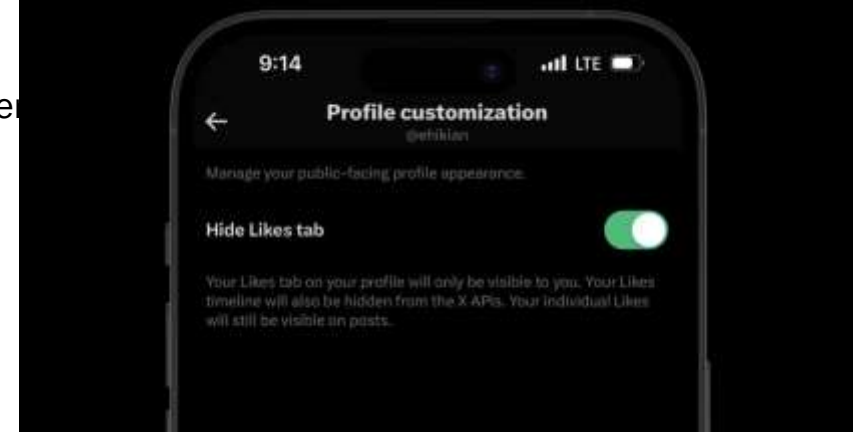 9:14
LTE
Profile customization
@ehikian
Manage your public-facing profile appearance.
Hide Likes tab
Your Likes tab on your profile will only be visible to you. Your Likes
timeline will also be hidden from the X APIs. Your individual Likes
will still be visible on posts.